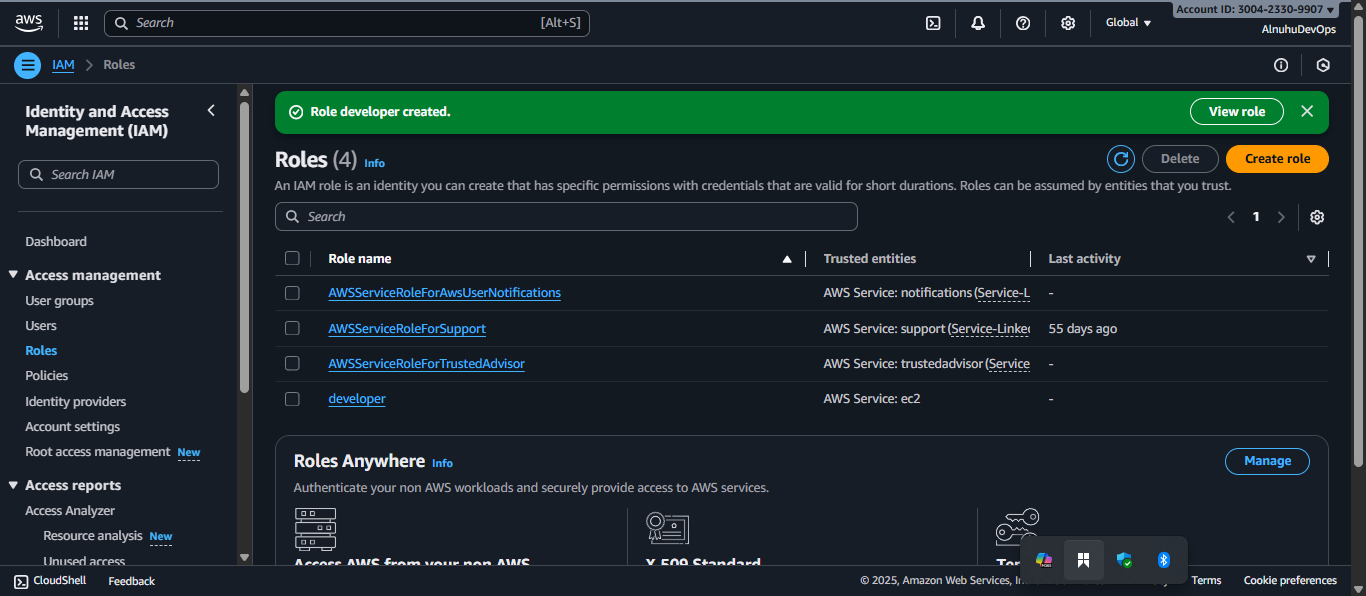 aws
Search [Alt+S]
Global
Account ID: 3004-2330-9907
AlnuhuDevOps
IAM > Roles
Identity and Access
Management (IAM)
Search IAM
Dashboard
Access management
User groups
Users
Roles
Policies
Identity providers
Account settings
Root access management New
Access reports
Access Analyzer
Resource analysis New
Unused access
Role developer created.
View role
Roles (4) Info
Delete
Create role
An IAM role is an identity you can create that has specific permissions with credentials that are valid for short durations. Roles can be assumed by entities that you trust.
Search
1
Role name Trusted entities Last activity
AWSServiceRoleForAwsUserNotifications AWS Service: notifications (Service-L -
AWSServiceRoleForSupport AWS Service: support (Service-Linked 55 days ago
AWSServiceRoleForTrustedAdvisor AWS Service: trustedadvisor (Service -
developer AWS Service: ec2 -
Roles Anywhere Info
Manage
Authenticate your non AWS workloads and securely provide access to AWS services.
Access AWS from your non AWS
X.509 Standard
CloudShell Feedback
© 2025, Amazon Web Services, In
Terms Cookie preferences